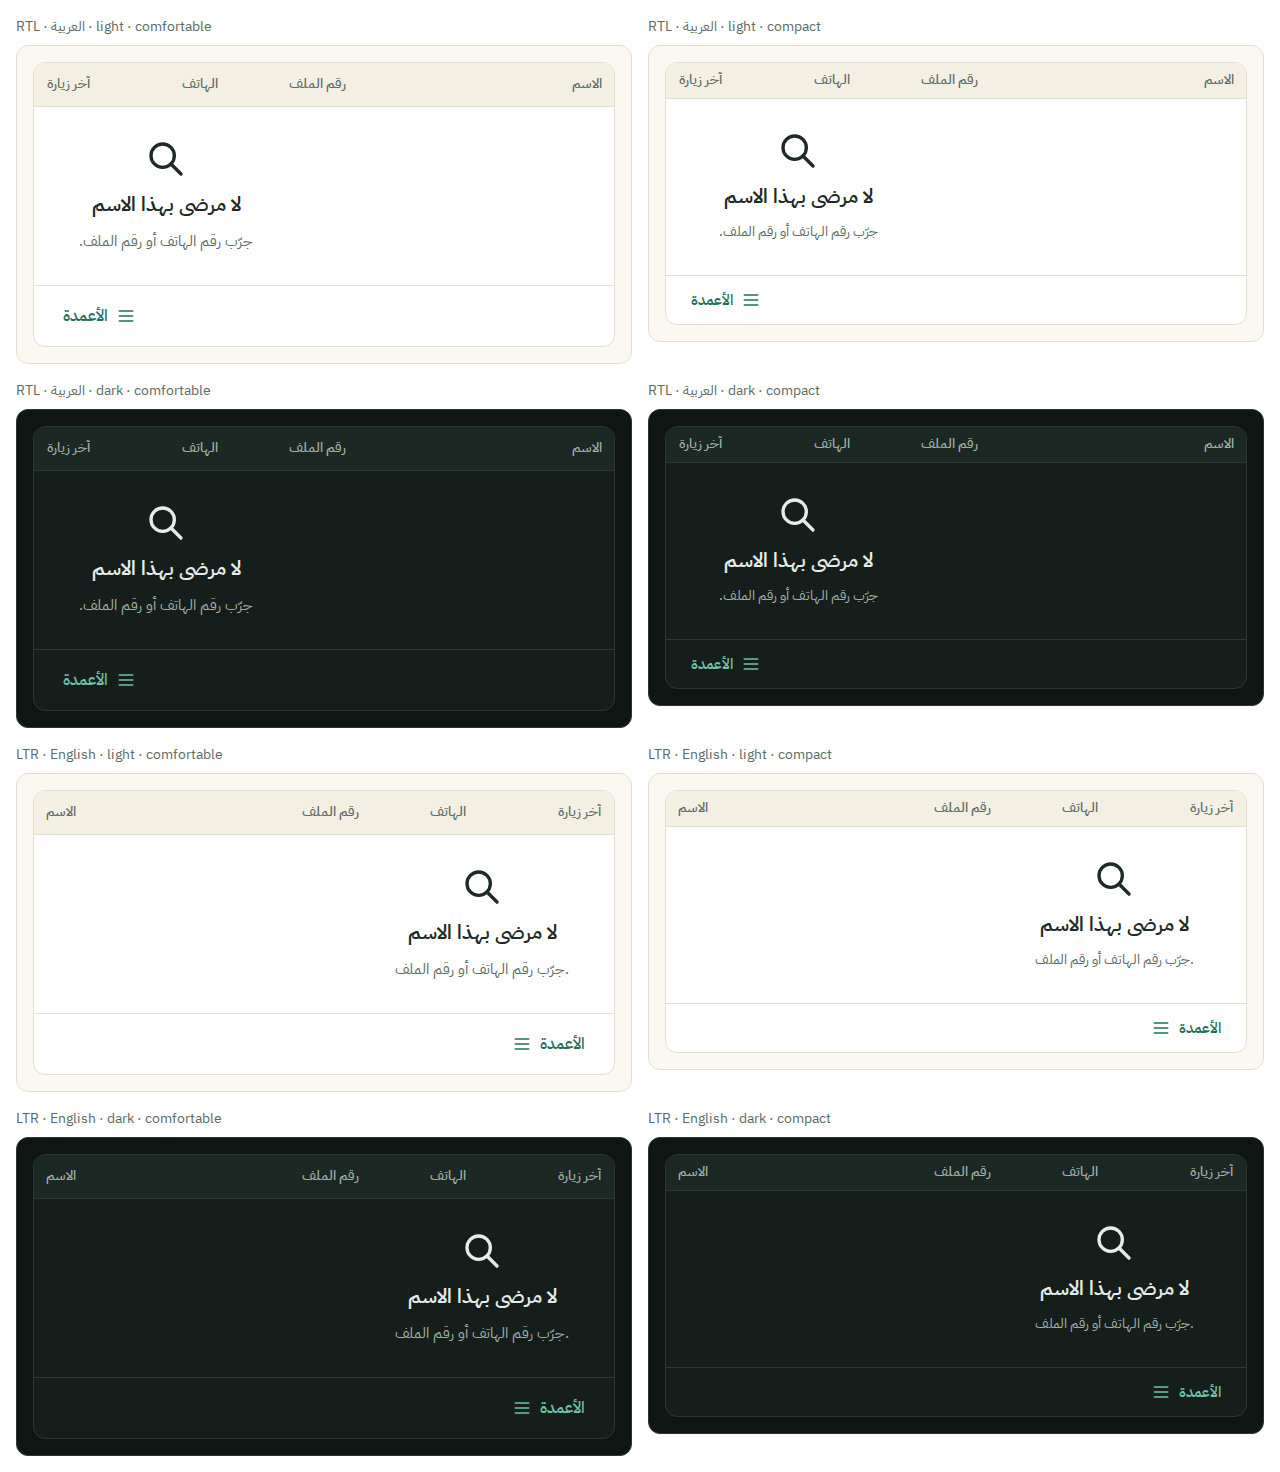 RTL · العربية · light · comfortable
الاسم رقم الملف الهاتف آخر زيارة
لا مرضى بهذا الاسم
جرّب رقم الهاتف أو رقم الملف.
الأعمدة
RTL · العربية · light · compact
الاسم رقم الملف الهاتف آخر زيارة
لا مرضى بهذا الاسم
جرّب رقم الهاتف أو رقم الملف.
الأعمدة
RTL · العربية · dark · comfortable
الاسم رقم الملف الهاتف آخر زيارة
لا مرضى بهذا الاسم
جرّب رقم الهاتف أو رقم الملف.
الأعمدة
RTL · العربية · dark · compact
الاسم رقم الملف الهاتف آخر زيارة
لا مرضى بهذا الاسم
جرّب رقم الهاتف أو رقم الملف.
الأعمدة
LTR · English · light · comfortable
الاسم رقم الملف الهاتف آخر زيارة
لا مرضى بهذا الاسم
جرّب رقم الهاتف أو رقم الملف.
الأعمدة
LTR · English · light · compact
الاسم رقم الملف الهاتف آخر زيارة
لا مرضى بهذا الاسم
جرّب رقم الهاتف أو رقم الملف.
الأعمدة
LTR · English · dark · comfortable
الاسم رقم الملف الهاتف آخر زيارة
لا مرضى بهذا الاسم
جرّب رقم الهاتف أو رقم الملف.
الأعمدة
LTR · English · dark · compact
الاسم رقم الملف الهاتف آخر زيارة
لا مرضى بهذا الاسم
جرّب رقم الهاتف أو رقم الملف.
الأعمدة